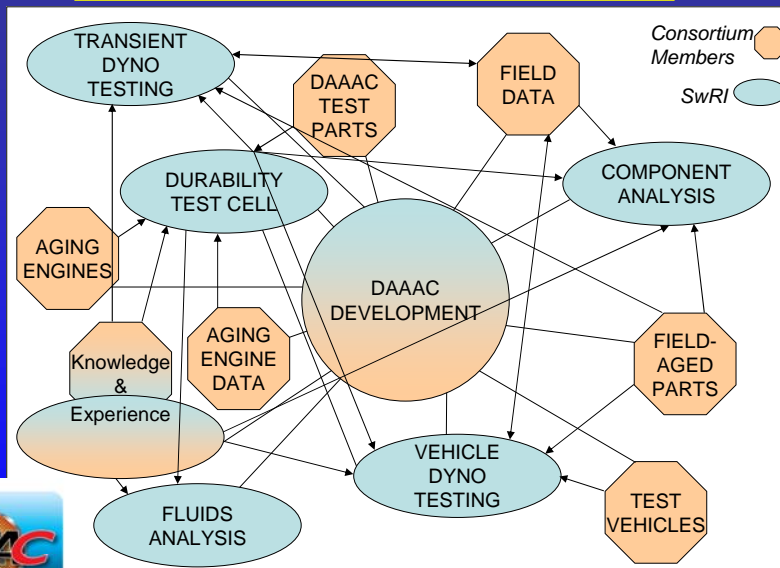 TRANSIENT
DYNO
TESTING
DAAAC
TEST
PARTS
FIELD
DATA
Consortium
Members
SwRI
DURABILITY
TEST CELL
COMPONENT
ANALYSIS
AGING
ENGINES
DAAAC
DEVELOPMENT
AGING
ENGINE
DATA
FIELD-
AGED
PARTS
Knowledge
&
Experience
VEHICLE
DYNO
TESTING
TEST
VEHICLES
FLUIDS
ANALYSIS